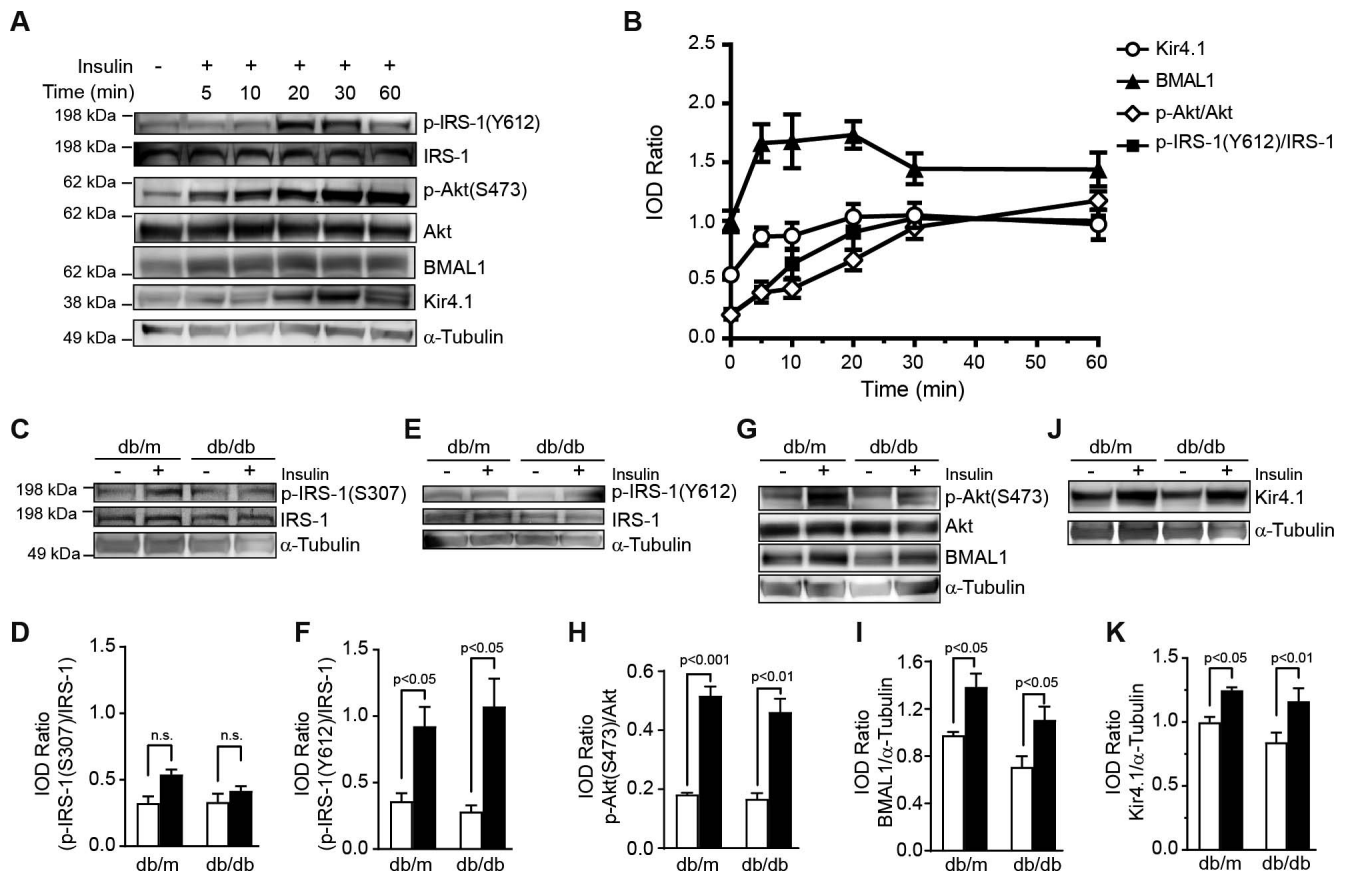 A
Insulin - + + + + +
Time (min) 5 10 20 30 60
198 kDa p-IRS-1(Y612)
198 kDa IRS-1
62 kDa p-Akt(S473)
62 kDa Akt
62 kDa BMAL1
38 kDa Kir4.1
49 kDa α-Tubulin
B
2.5
2.0
1.5
1.0
0.5
0.0
IOD Ratio
0 10 20 30 40 50 60
Time (min)
Kir4.1
BMAL1
p-Akt/Akt
p-IRS-1(Y612)/IRS-1
C
db/m db/db
- + - + Insulin
198 kDa p-IRS-1(S307)
198 kDa IRS-1
49 kDa α-Tubulin
E
db/m db/db
- + - + Insulin
p-IRS-1(Y612)
IRS-1
α-Tubulin
G
db/m db/db
- + - + Insulin
p-Akt(S473)
Akt
BMAL1
α-Tubulin
J
db/m db/db
- + - + Insulin
Kir4.1
α-Tubulin
D
IOD Ratio
(p-IRS-1(S307)/IRS-1)
1.5
1.0
0.5
0.0
n.s. n.s.
db/m db/db
F
IOD Ratio
(p-IRS-1(Y612)/IRS-1)
1.5
1.0
0.5
0.0
p<0.05 p<0.05
db/m db/db
H
IOD Ratio
p-Akt(S473)/Akt
0.6
0.4
0.2
0.0
p<0.001 p<0.01
db/m db/db
I
IOD Ratio
BMAL1/α-Tubulin
1.6
1.2
0.8
0.4
0.0
p<0.05 p<0.05
db/m db/db
K
IOD Ratio
Kir4.1/α-Tubulin
1.5
1.0
0.5
0.0
p<0.05 p<0.01
db/m db/db